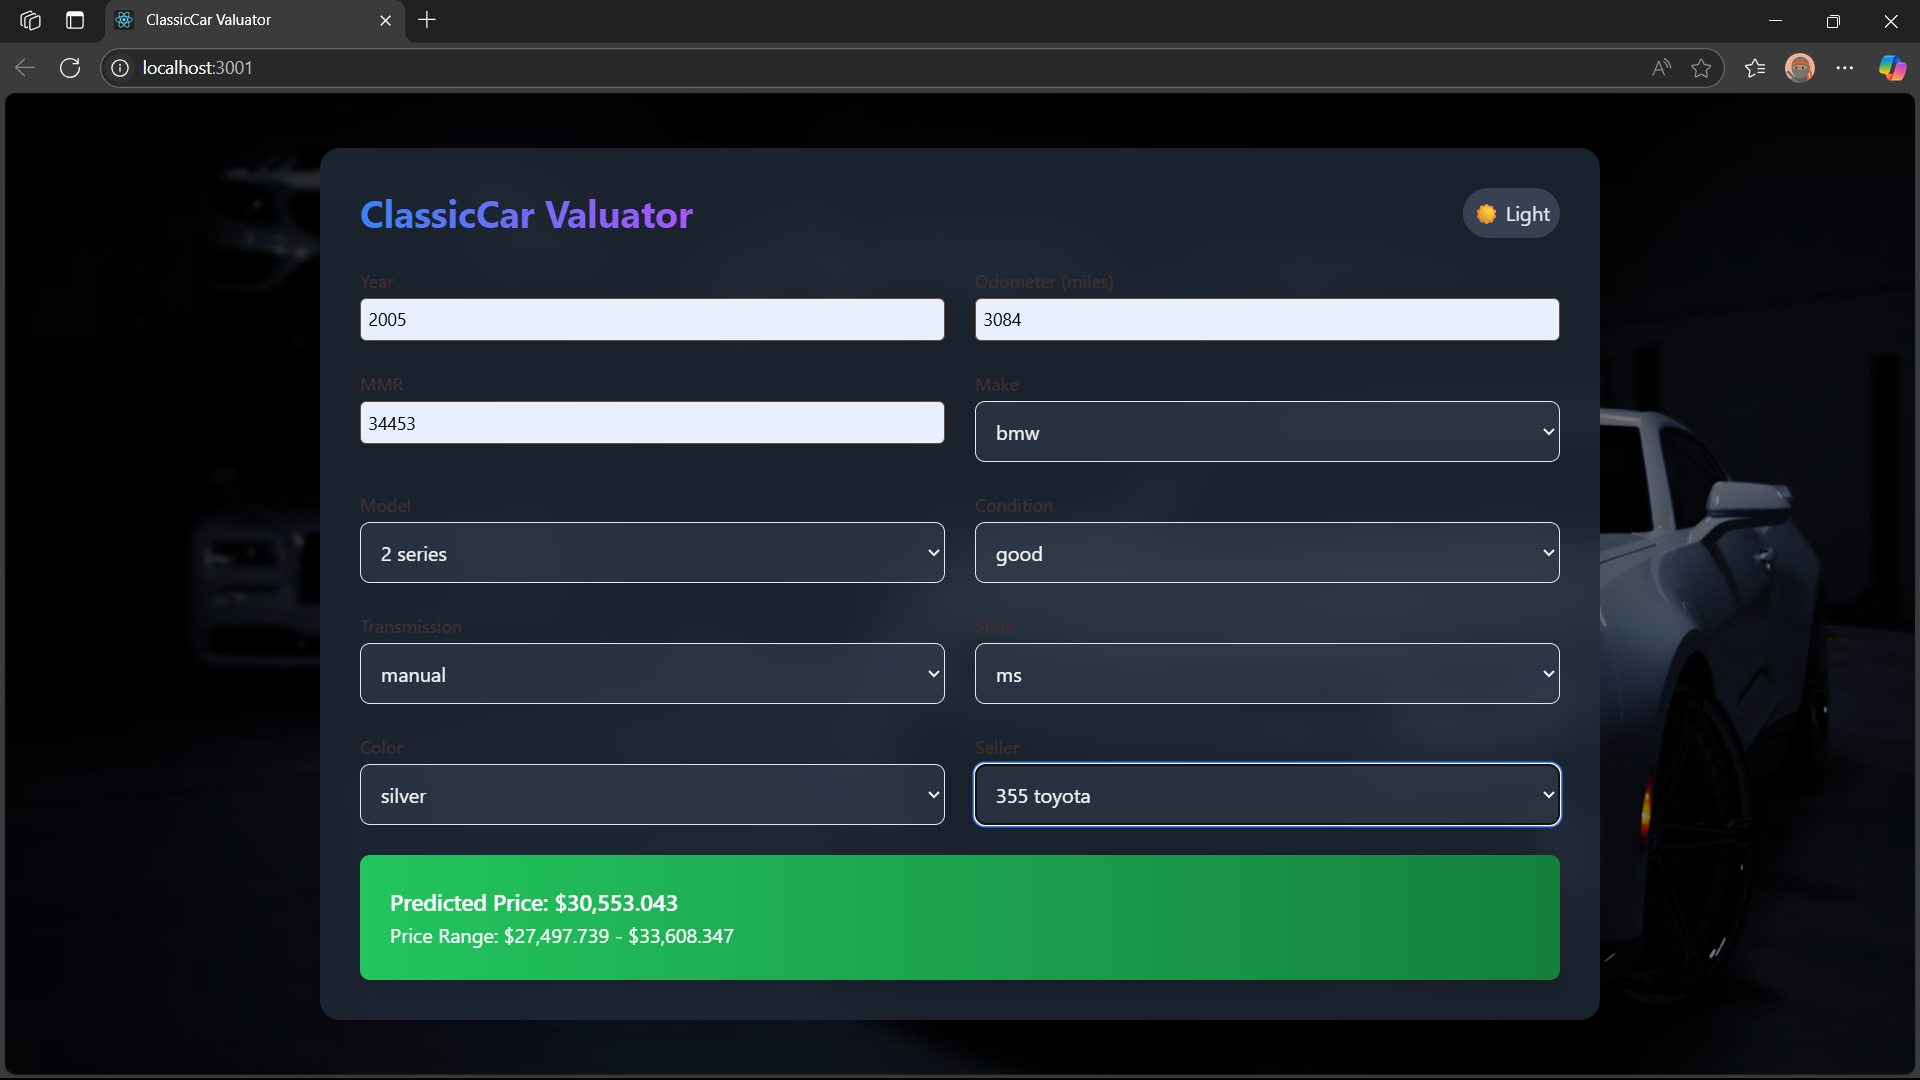 ClassicCar Valuator
localhost:3001
ClassicCar Valuator
Light
Year
Odometer (miles)
2005
3084
MMR
Make
34453
bmw
Model
Condition
2 series
good
Transmission
State
manual
ms
Color
Seller
silver
355 toyota
Predicted Price: $30,553.043
Price Range: $27,497.739 - $33,608.347